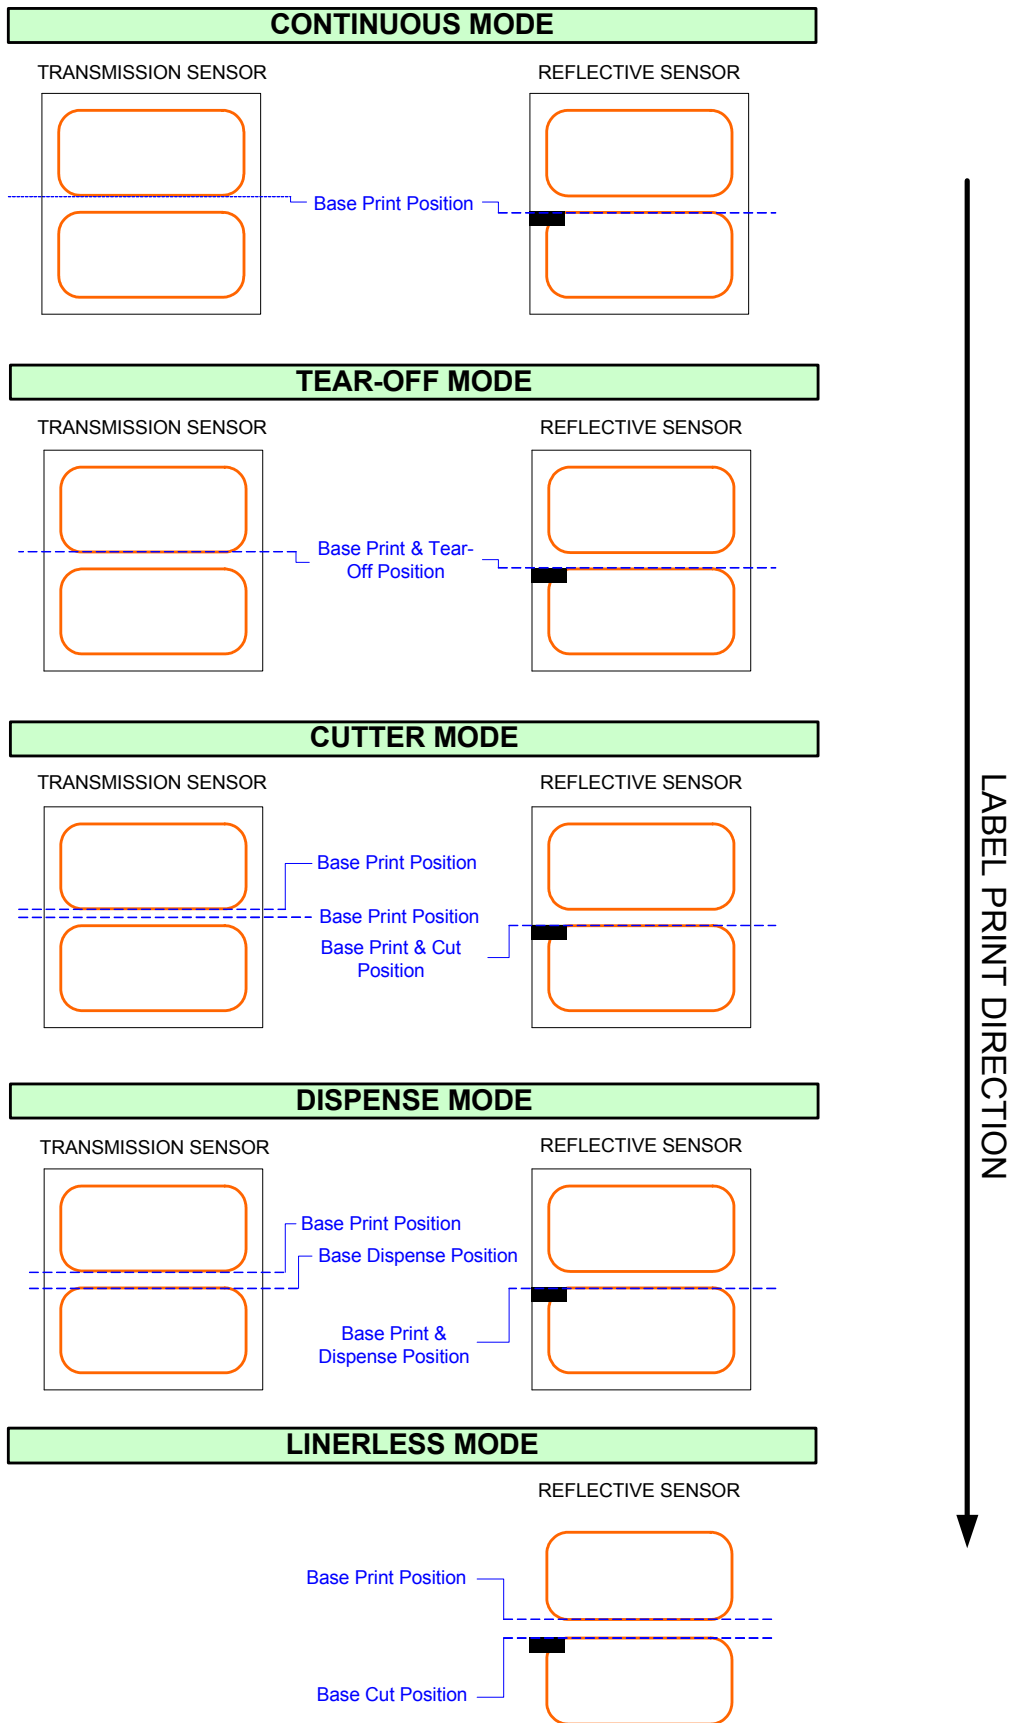 CONTINUOUS MODE
TRANSMISSION SENSOR
REFLECTIVE SENSOR
Base Print Position
TEAR-OFF MODE
TRANSMISSION SENSOR
REFLECTIVE SENSOR
Base Print & Tear-
Off Position
CUTTER MODE
TRANSMISSION SENSOR
REFLECTIVE SENSOR
Base Print Position
Base Print Position
Base Print & Cut
Position
DISPENSE MODE
TRANSMISSION SENSOR
REFLECTIVE SENSOR
Base Print Position
Base Dispense Position
Base Print &
Dispense Position
LINERLESS MODE
REFLECTIVE SENSOR
Base Print Position
Base Cut Position
LABEL PRINT DIRECTION